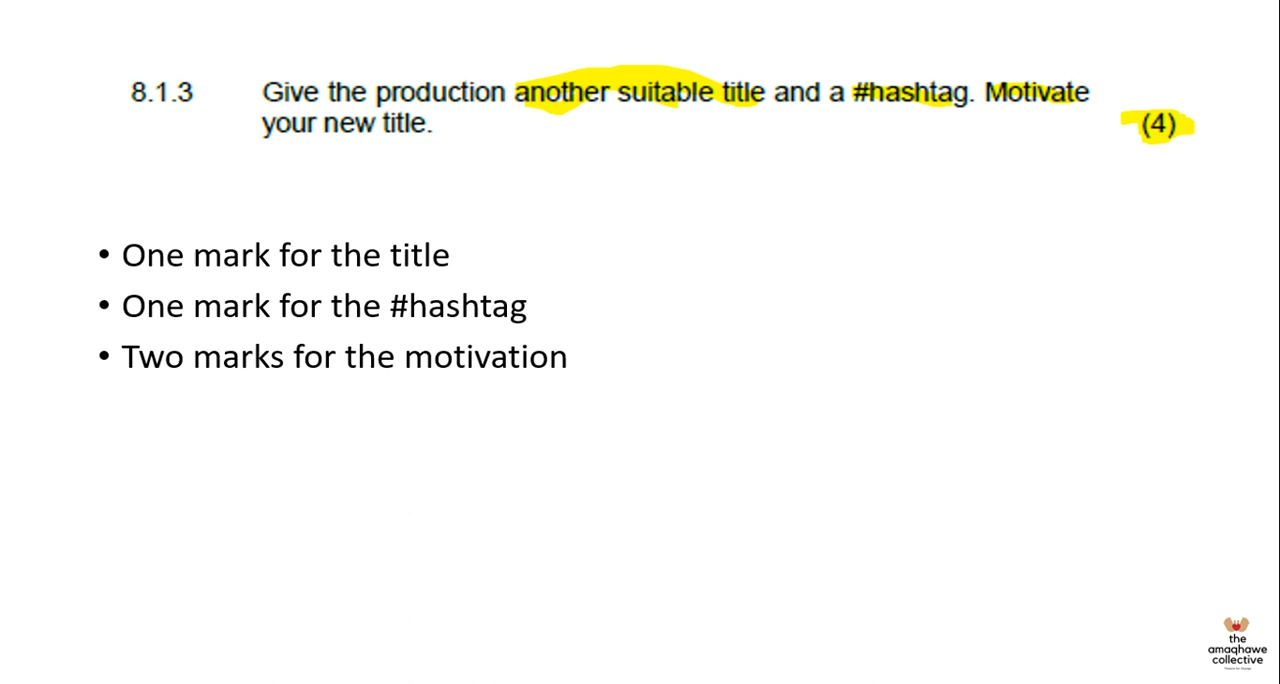 8.1.3 Give the production another suitable title and a #hashtag. Motivate
your new title. (4)
• One mark for the title
• One mark for the #hashtag
• Two marks for the motivation
the
amaqhawe
collective